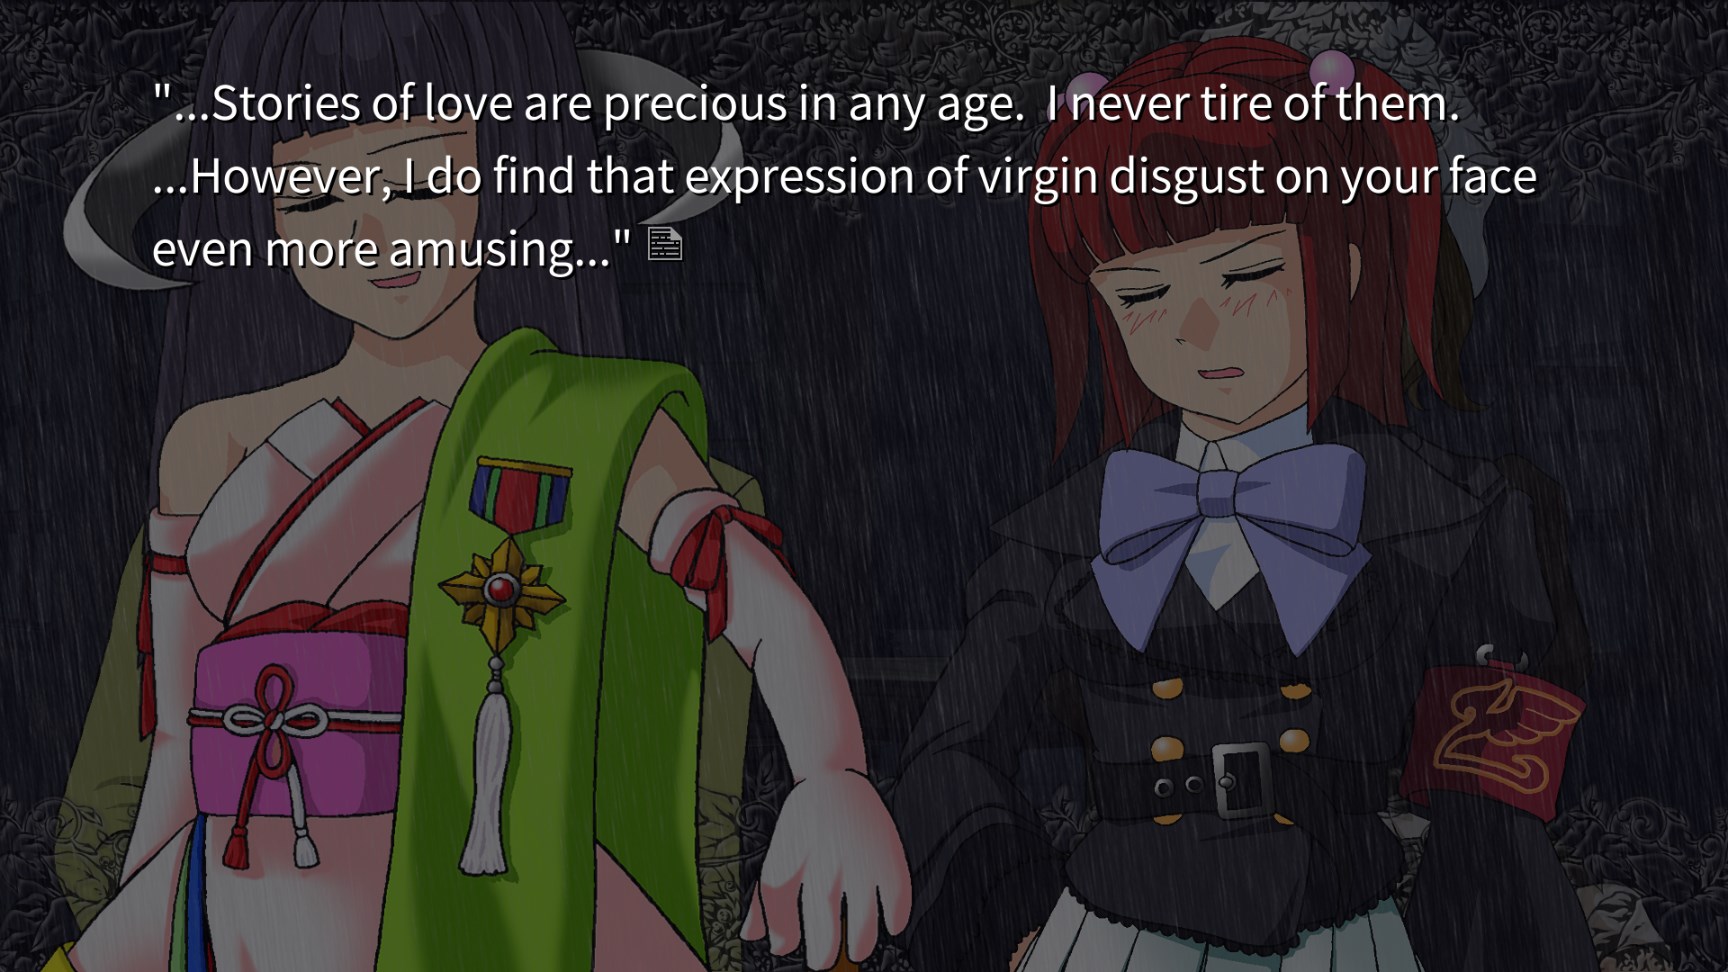 "...Stories of love are precious in any age.  I never tire of them.
...However, I do find that expression of virgin disgust on your face
even more amusing..."